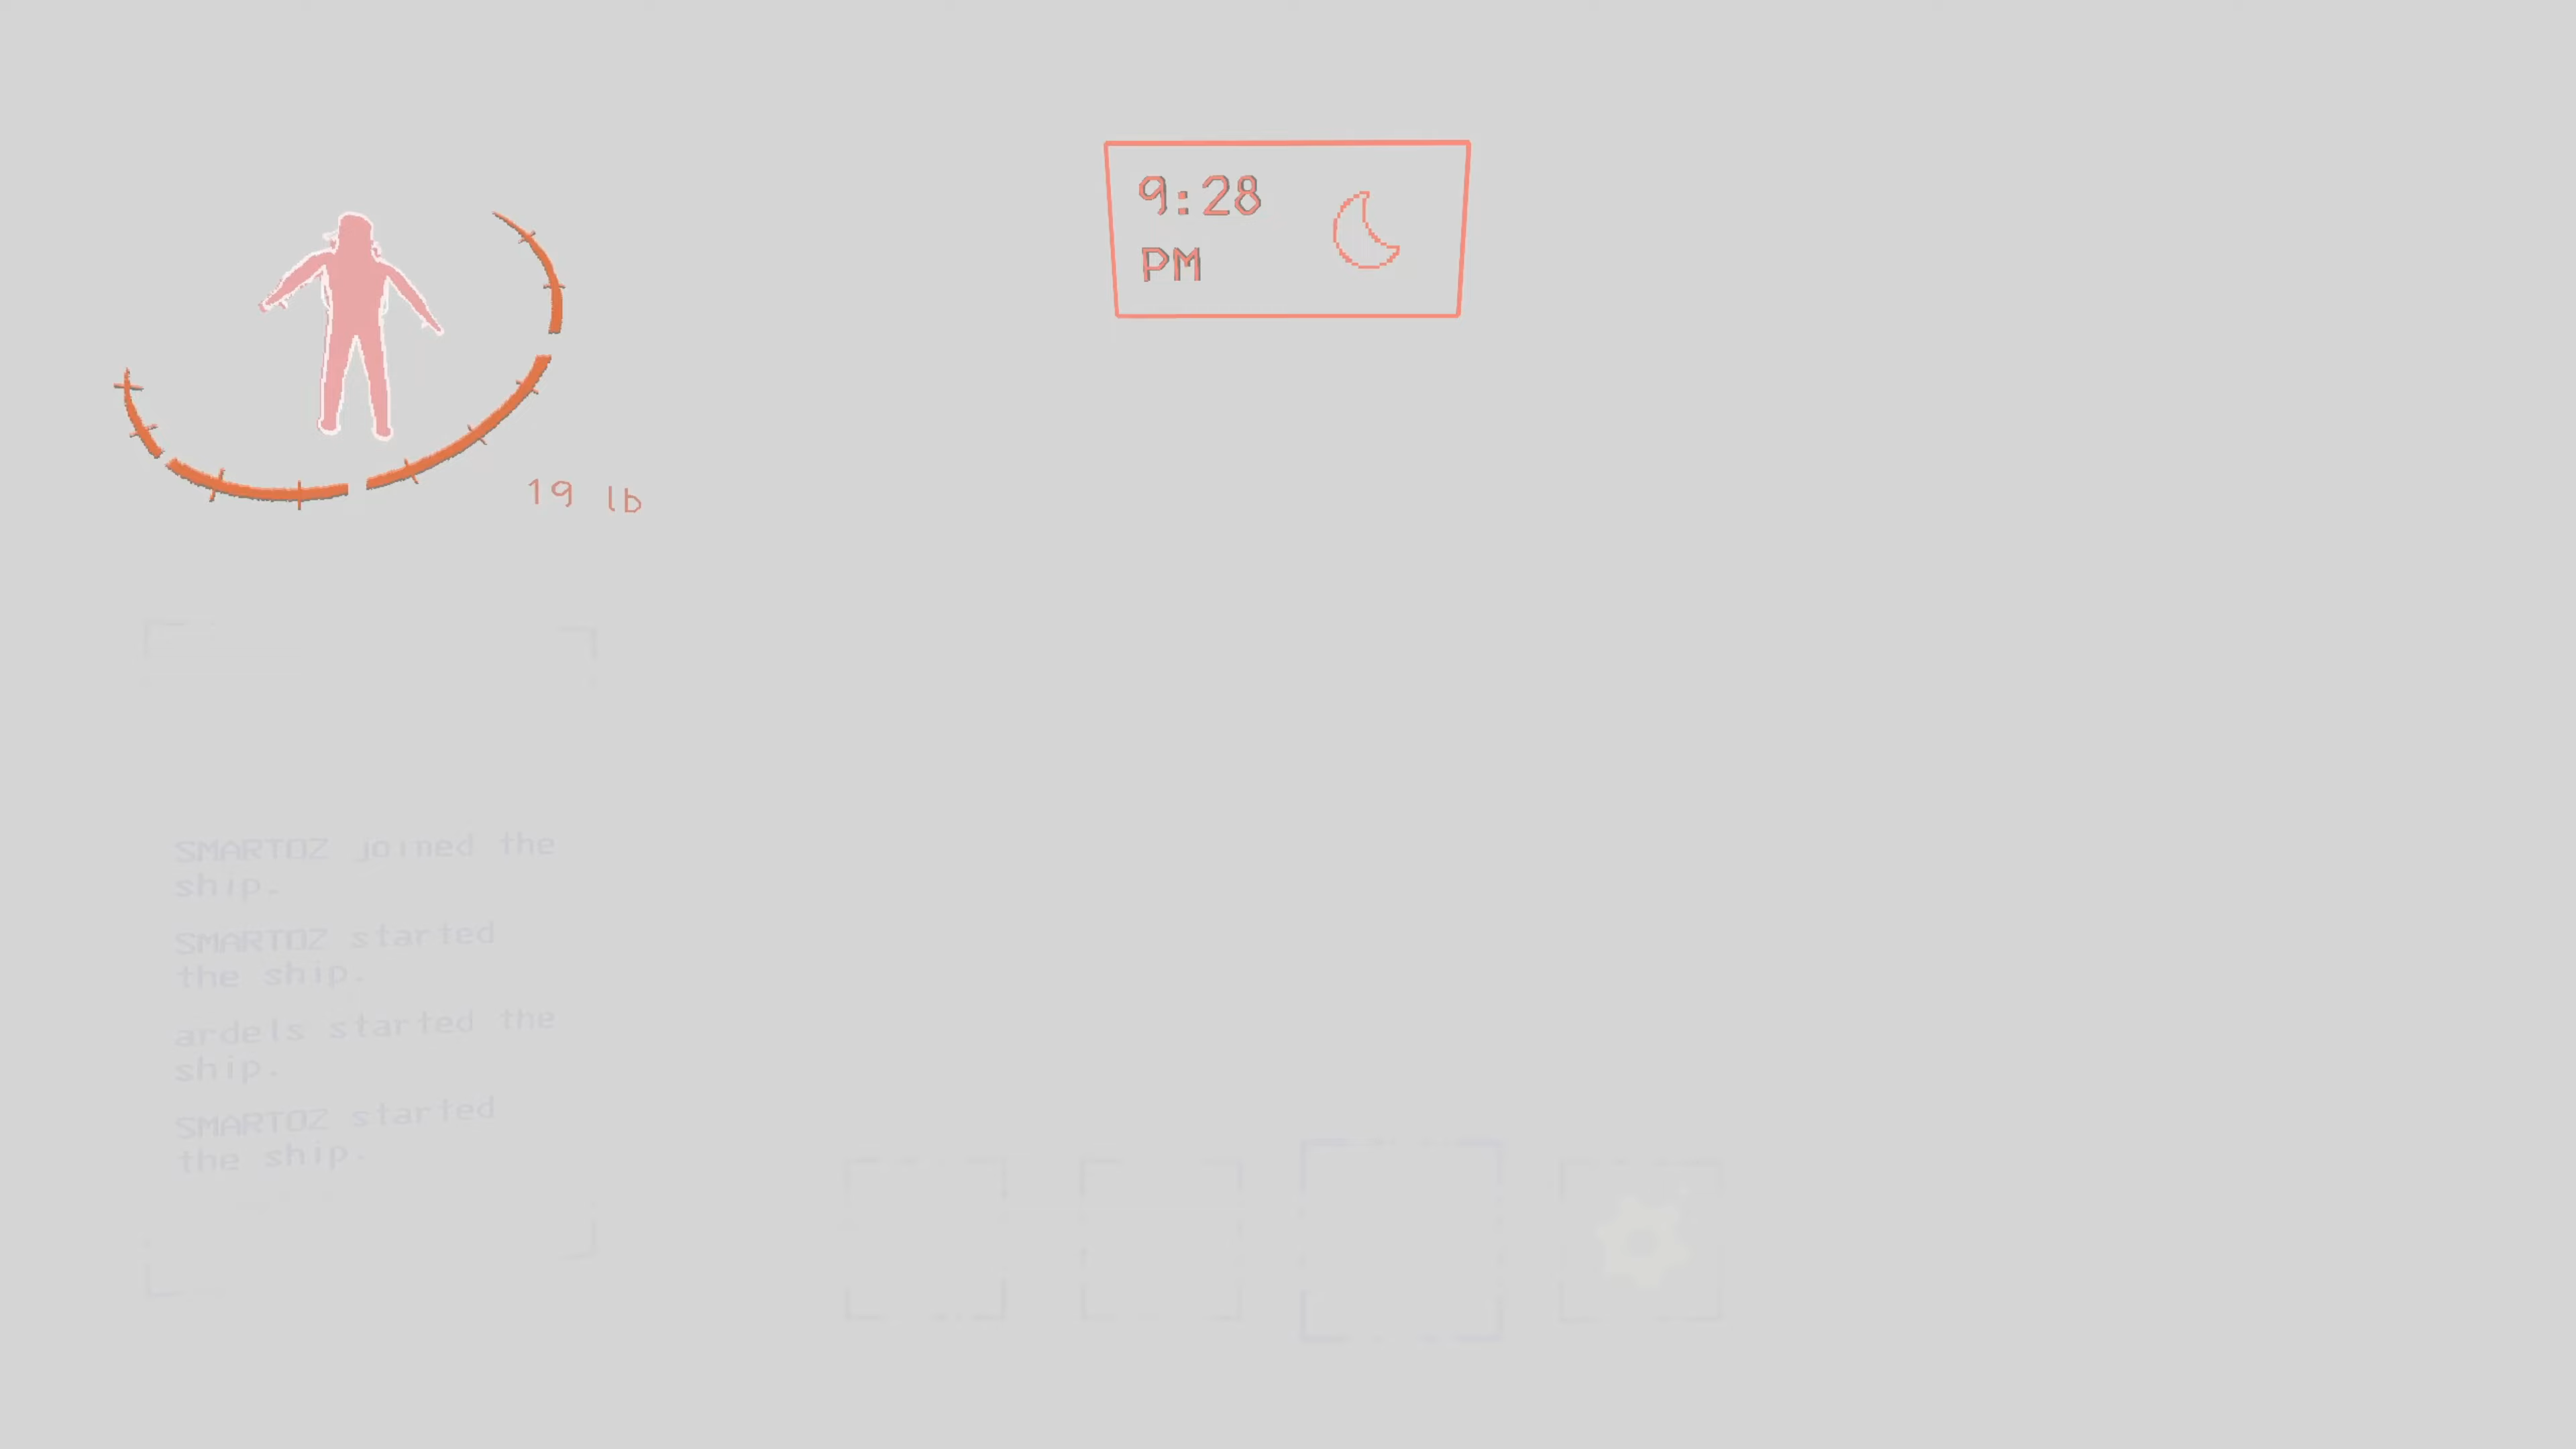 9:28
PM
19 lb
SMARTOZ joined the
ship.
SMARTOZ started
the ship.
ardels started the
ship.
SMARTOZ started
the ship.